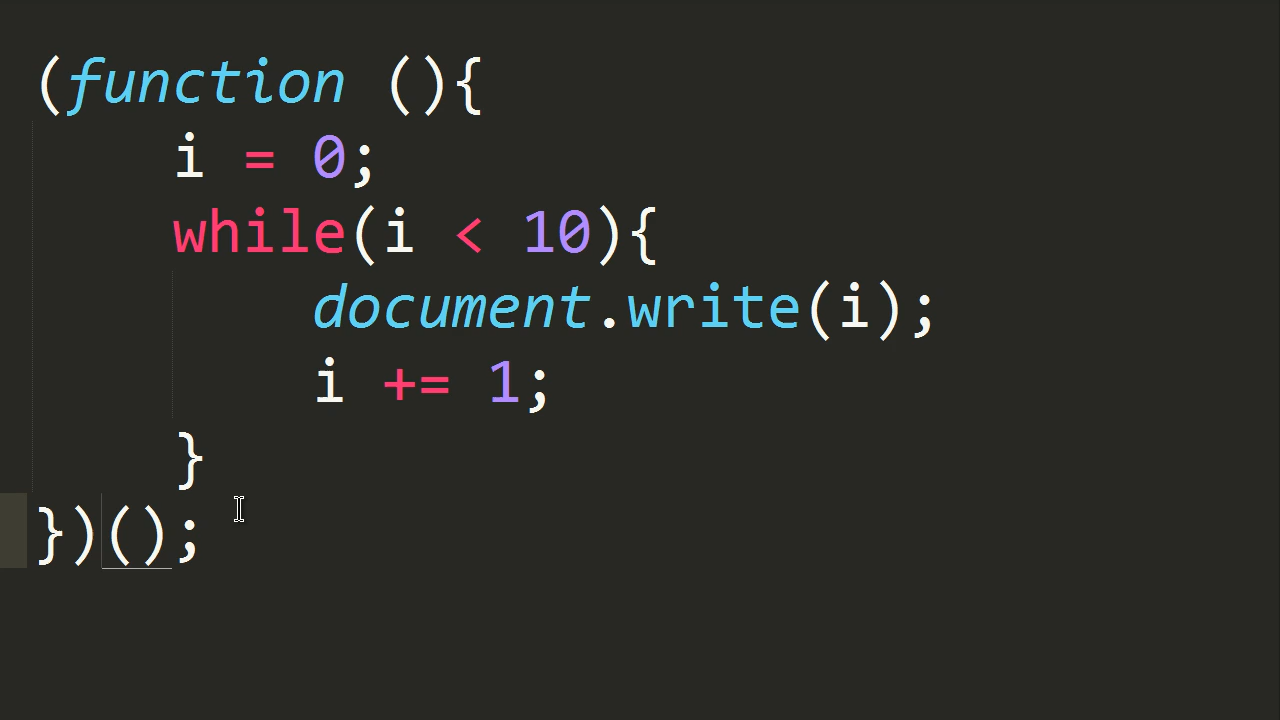 (function (){
i = 0;
while(i < 10){
document.write(i);
i += 1;
}
})();